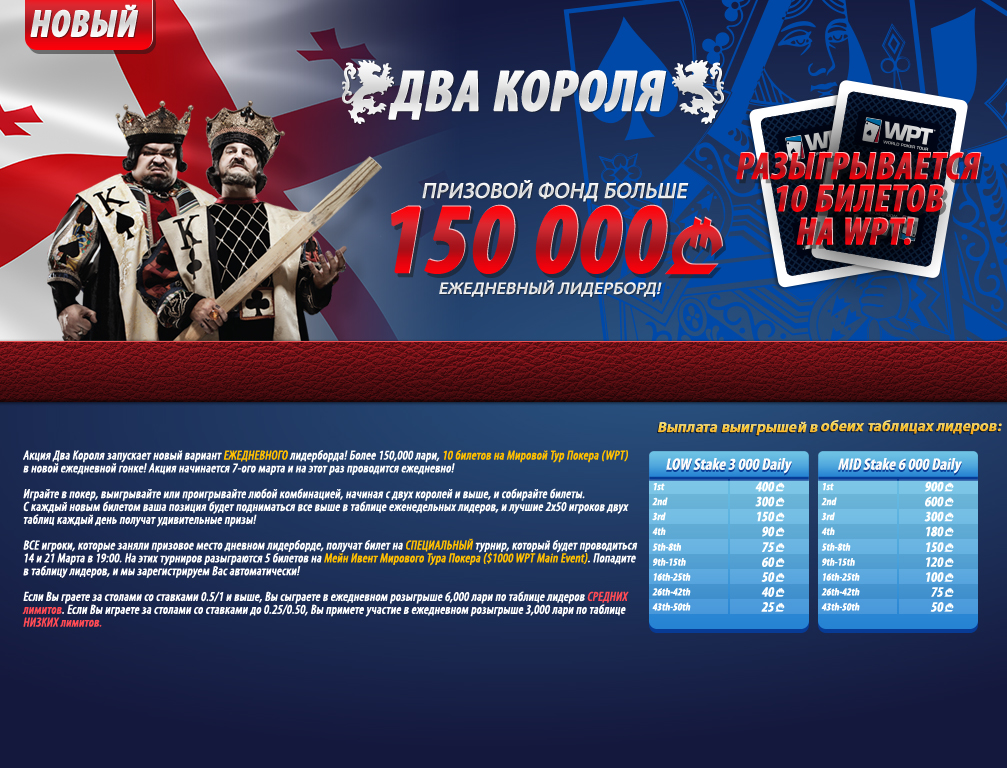 НОВЫЙ
ДВА КОРОЛЯ
ПРИЗОВОЙ ФОНД БОЛЬШЕ
150 000 ₾
ЕЖЕДНЕВНЫЙ ЛИДЕРБОРД!
K
K
W
WPT
WORLD POKER TOUR
РАЗЫГРЫВАЕТСЯ
10 БИЛЕТОВ
НА WPT!
Акция Два Короля запускает новый вариант ЕЖЕДНЕВНОГО лидерборда! Более 150,000 лари, 10 билетов на Мировой Тур Покера (WPT)
в новой ежедневной гонке! Акция начинается 7-ого марта и на этот раз проводится ежедневно!
Играйте в покер, выигрывайте или проигрывайте любой комбинацией, начиная с двух королей и выше, и собирайте билеты.
С каждый новым билетом ваша позиция будет подниматься все выше в таблице еженедельных лидеров, и лучшие 2x50 игроков двух
таблиц каждый день получат удивительные призы!
ВСЕ игроки, которые заняли призовое место дневном лидерборде, получат билет на СПЕЦИАЛЬНЫЙ турнир, который будет проводиться
14 и 21 Марта в 19:00. На этих турниров разыграются 5 билетов на Мейн Ивент Мирового Тура Покера ($1000 WPT Main Event). Попадите
в таблицу лидеров, и мы зарегистрируем Вас автоматически!
Если Вы граете за столами со ставками 0.5/1 и выше, Вы сыграете в ежедневном розыгрыше 6,000 лари по таблице лидеров СРЕДНИХ
лимитов. Если Вы играете за столами со ставками до 0.25/0.50, Вы примете участие в ежедневном розыгрыше 3,000 лари по таблице
НИЗКИХ лимитов.
Выплата выигрышей в обеих таблицах лидеров:
LOW Stake 3 000 Daily
1st 400 ₾
2nd 300 ₾
3rd 150 ₾
4th 90 ₾
5th-8th 75 ₾
9th-15th 60 ₾
16th-25th 50 ₾
26th-42th 40 ₾
43th-50th 25 ₾
MID Stake 6 000 Daily
1st 900 ₾
2nd 600 ₾
3rd 300 ₾
4th 180 ₾
5th-8th 150 ₾
9th-15th 120 ₾
16th-25th 100 ₾
26th-42th 75 ₾
43th-50th 50 ₾